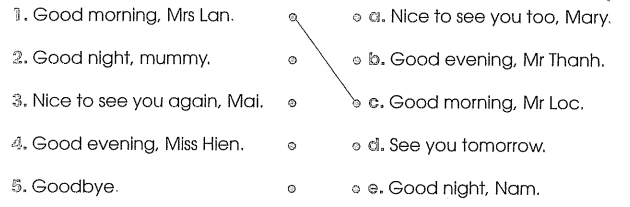 1. Good morning, Mrs Lan.
a. Nice to see you too, Mary.
2. Good night, mummy.
b. Good evening, Mr Thanh.
3. Nice to see you again, Mai.
c. Good morning, Mr Loc.
4. Good evening, Miss Hien.
d. See you tomorrow.
5. Goodbye.
e. Good night, Nam.